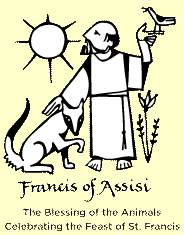 Francis of Assisi
The Blessing of the Animals
Celebrating the Feast of St. Francis